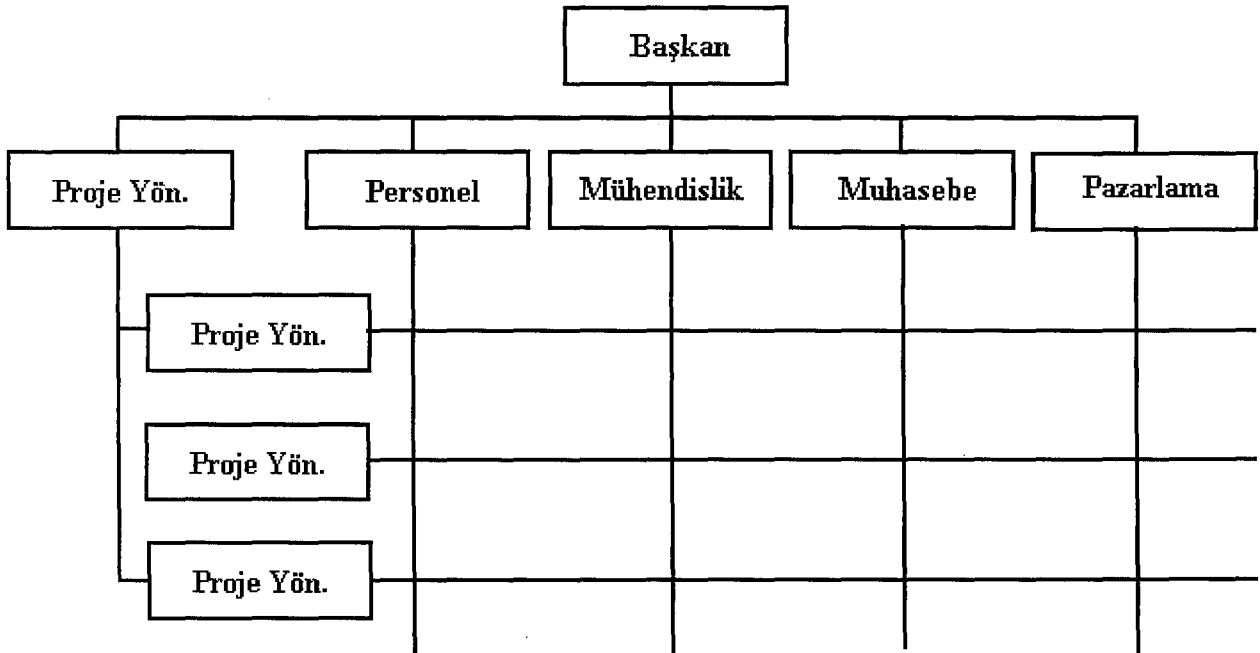 Başkan
Proje Yön.
Personel
Mühendislik
Muhasebe
Pazarlama
Proje Yön.
Proje Yön.
Proje Yön.